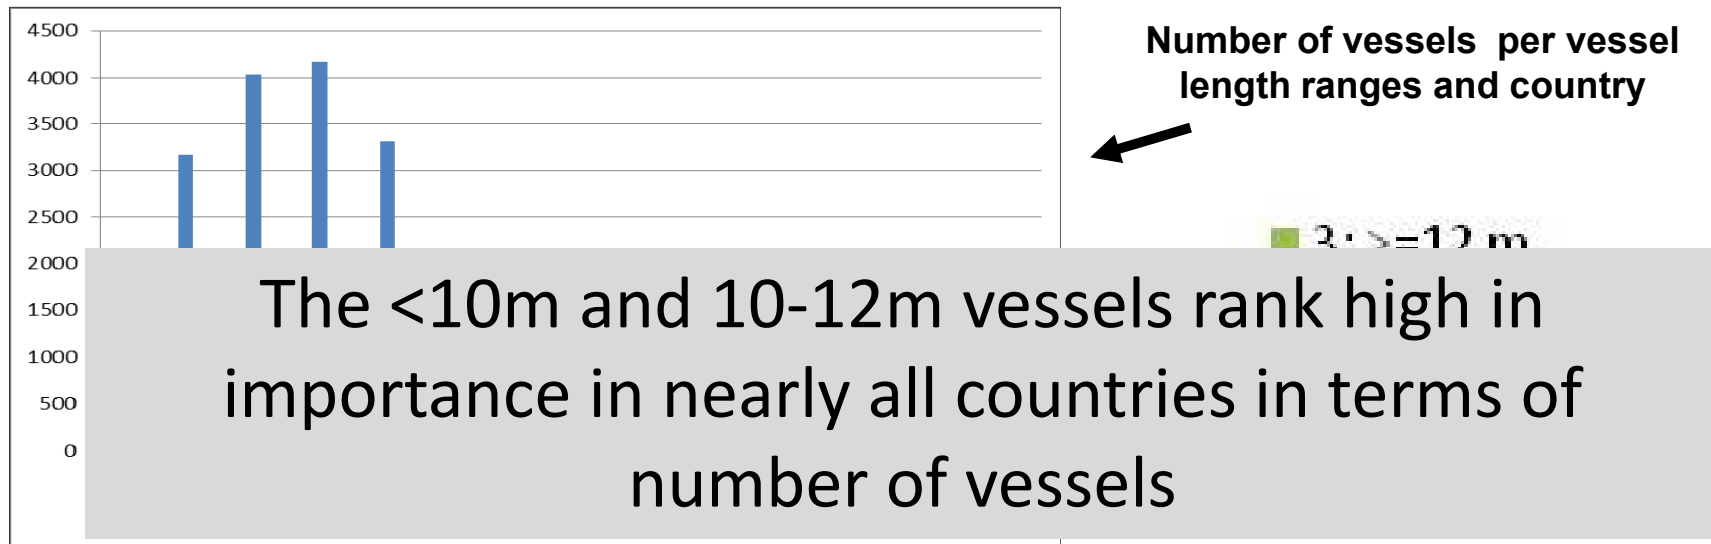 Number of vessels per vessel
length ranges and country
4500
4000
3500
3000
2500
2000
1500
1000
500
0
3: >=12 m
The <10m and 10-12m vessels rank high in
importance in nearly all countries in terms of
number of vessels